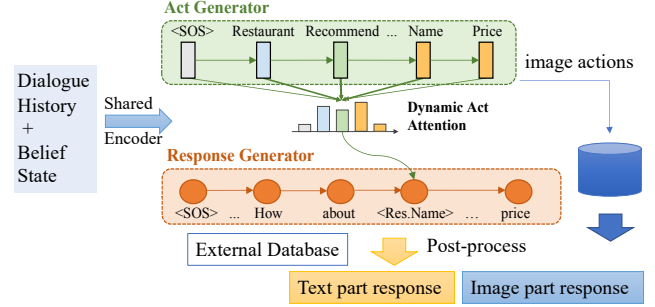 Act Generator
<SOS> Restaurant Recommend ... Name Price
image actions
Dialogue
History
+
Belief
State
Shared
Encoder
Dynamic Act
Attention
Response Generator
<SOS> ... How about <Res.Name> ... price
External Database
Post-process
Text part response
Image part response